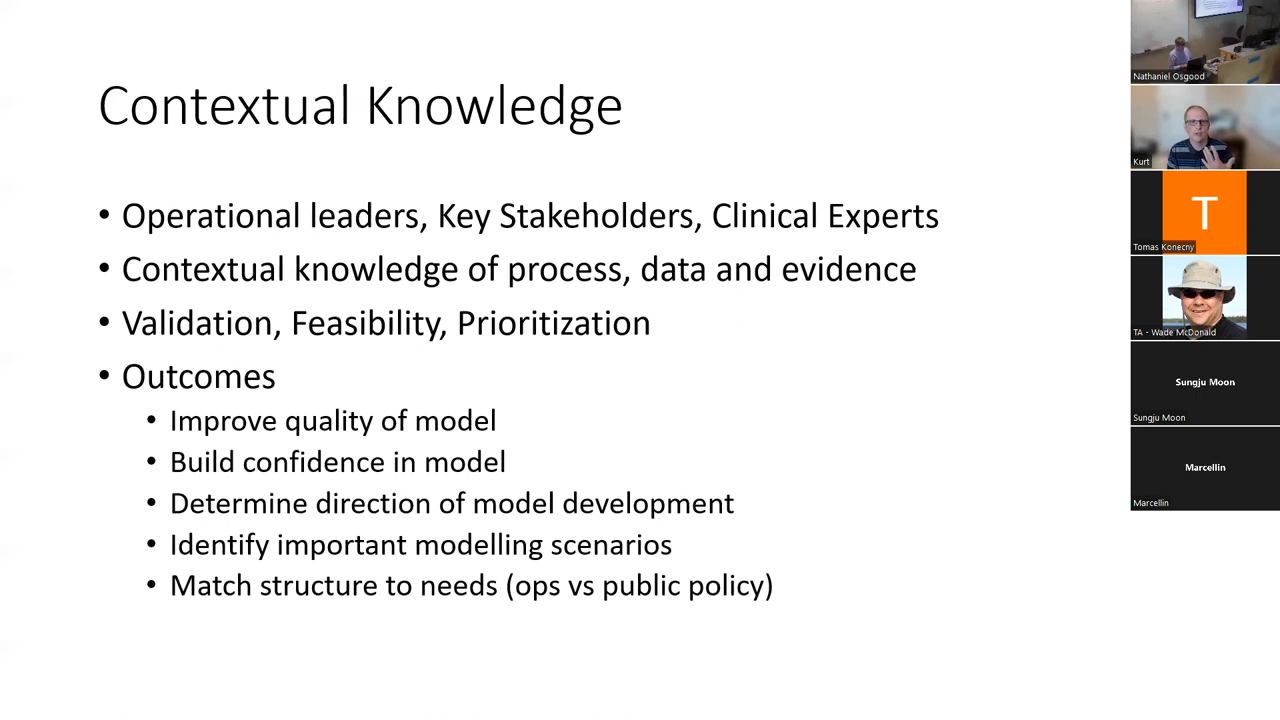 Contextual Knowledge
• Operational leaders, Key Stakeholders, Clinical Experts
• Contextual knowledge of process, data and evidence
• Validation, Feasibility, Prioritization
• Outcomes
• Improve quality of model
• Build confidence in model
• Determine direction of model development
• Identify important modelling scenarios
• Match structure to needs (ops vs public policy)
Nathaniel Osgood
Kurt
T
Tomas Konecny
TA - Wade McDonald
Sungju Moon
Sungju Moon
Marcellin
Marcellin